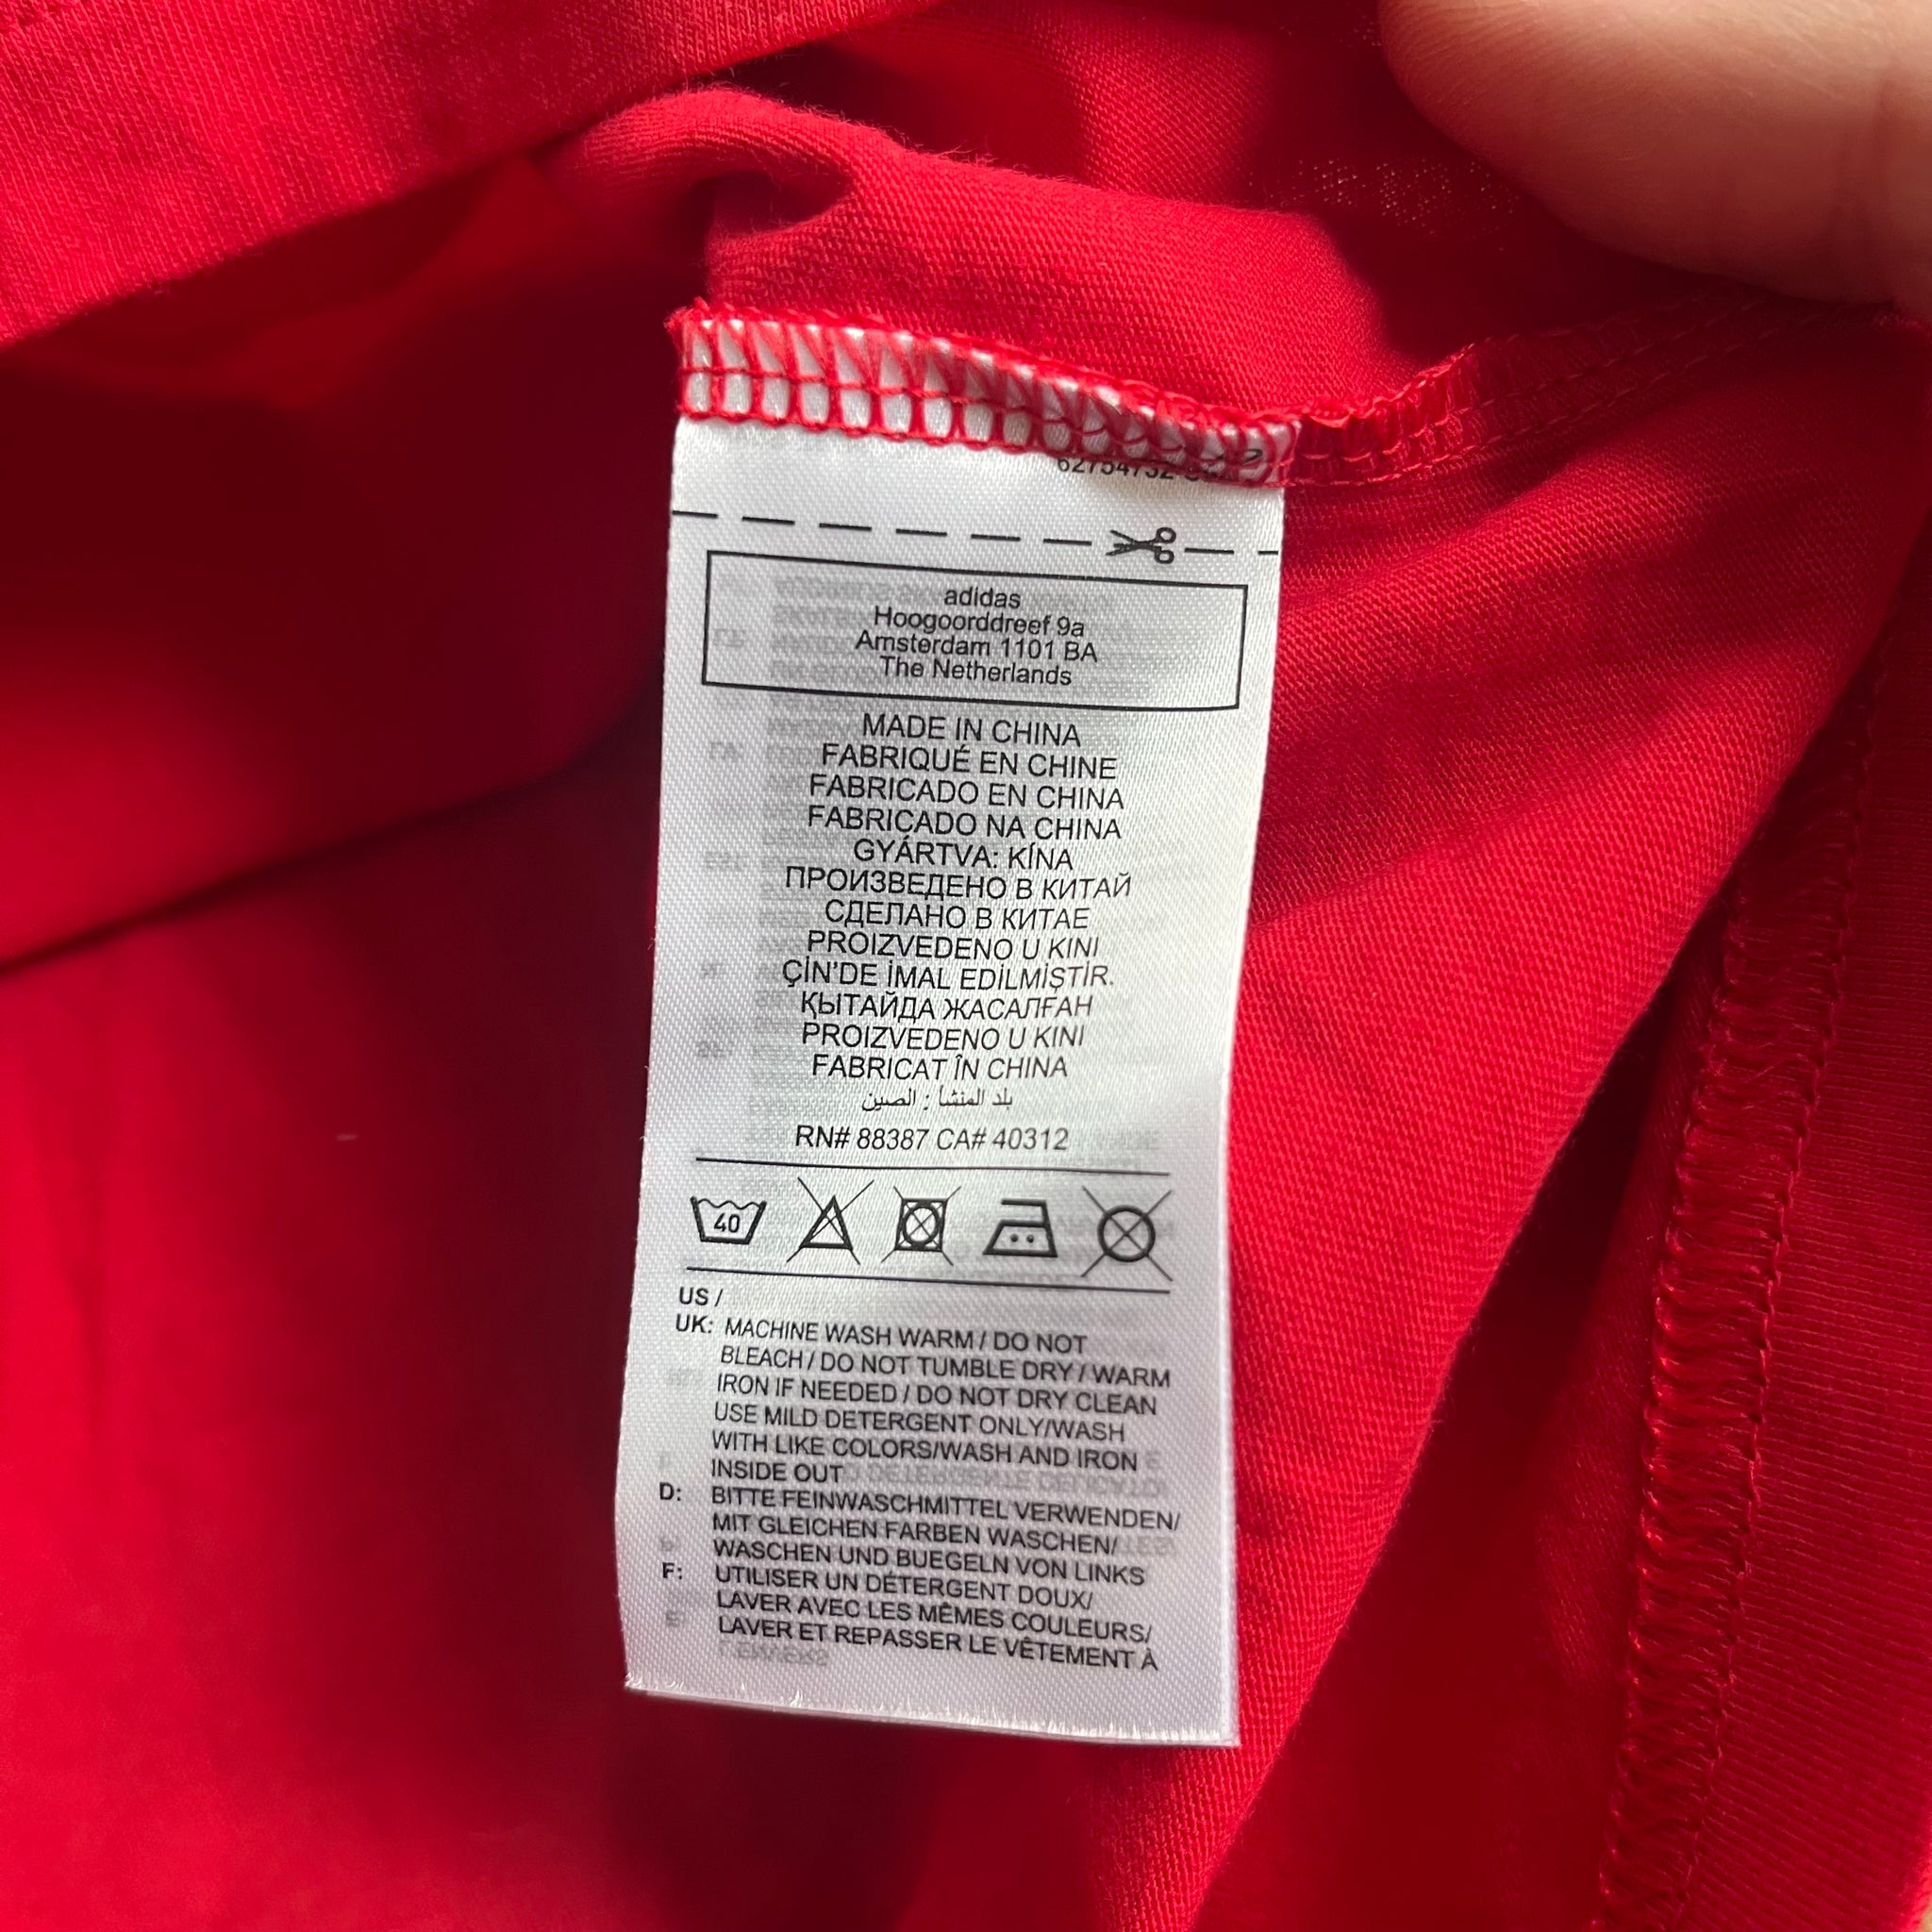 adidas
Hoogoorddreef 9a
Amsterdam 1101 BA
The Netherlands
MADE IN CHINA
FABRIQUÉ EN CHINE
FABRICADO EN CHINA
FABRICADO NA CHINA
GYÁRTVA: KÍNA
ПРОИЗВЕДЕНО В КИТАЙ
СДЕЛАНО В КИТАЕ
PROIZVEDENO U KINI
ÇİN'DE İMAL EDİLMİŞTİR.
ҚЫТАЙДА ЖАСАЛҒАН
PROIZVEDENO U KINI
FABRICAT ÎN CHINA
بلد المنشأ : الصين
RN# 88387 CA# 40312
40
US /
UK: MACHINE WASH WARM / DO NOT
BLEACH / DO NOT TUMBLE DRY / WARM
IRON IF NEEDED / DO NOT DRY CLEAN
USE MILD DETERGENT ONLY/WASH
WITH LIKE COLORS/WASH AND IRON
INSIDE OUT
D: BITTE FEINWASCHMITTEL VERWENDEN/
MIT GLEICHEN FARBEN WASCHEN/
WASCHEN UND BUEGELN VON LINKS
F: UTILISER UN DÉTERGENT DOUX/
LAVER AVEC LES MÊMES COULEURS/
LAVER ET REPASSER LE VÊTEMENT À